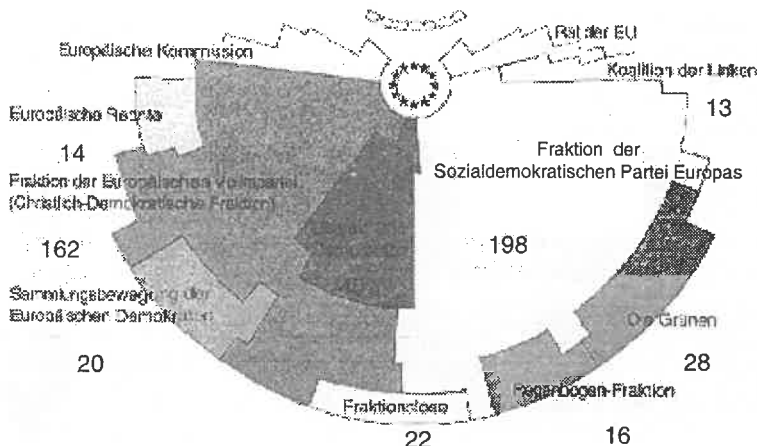 Rat der EU
Europäische Kommission
Koalition der Linken
13
Europäische Rechte
14
Fraktion der
Sozialdemokratischen Partei Europas
Fraktion der Europäischen Volkspartei
(Christlich-Demokratische Fraktion)
162
198
Sammlungsbewegung der
Europäischen Demokraten
20
Die Grünen
28
Regenbogen-Fraktion
16
Fraktionslose
22